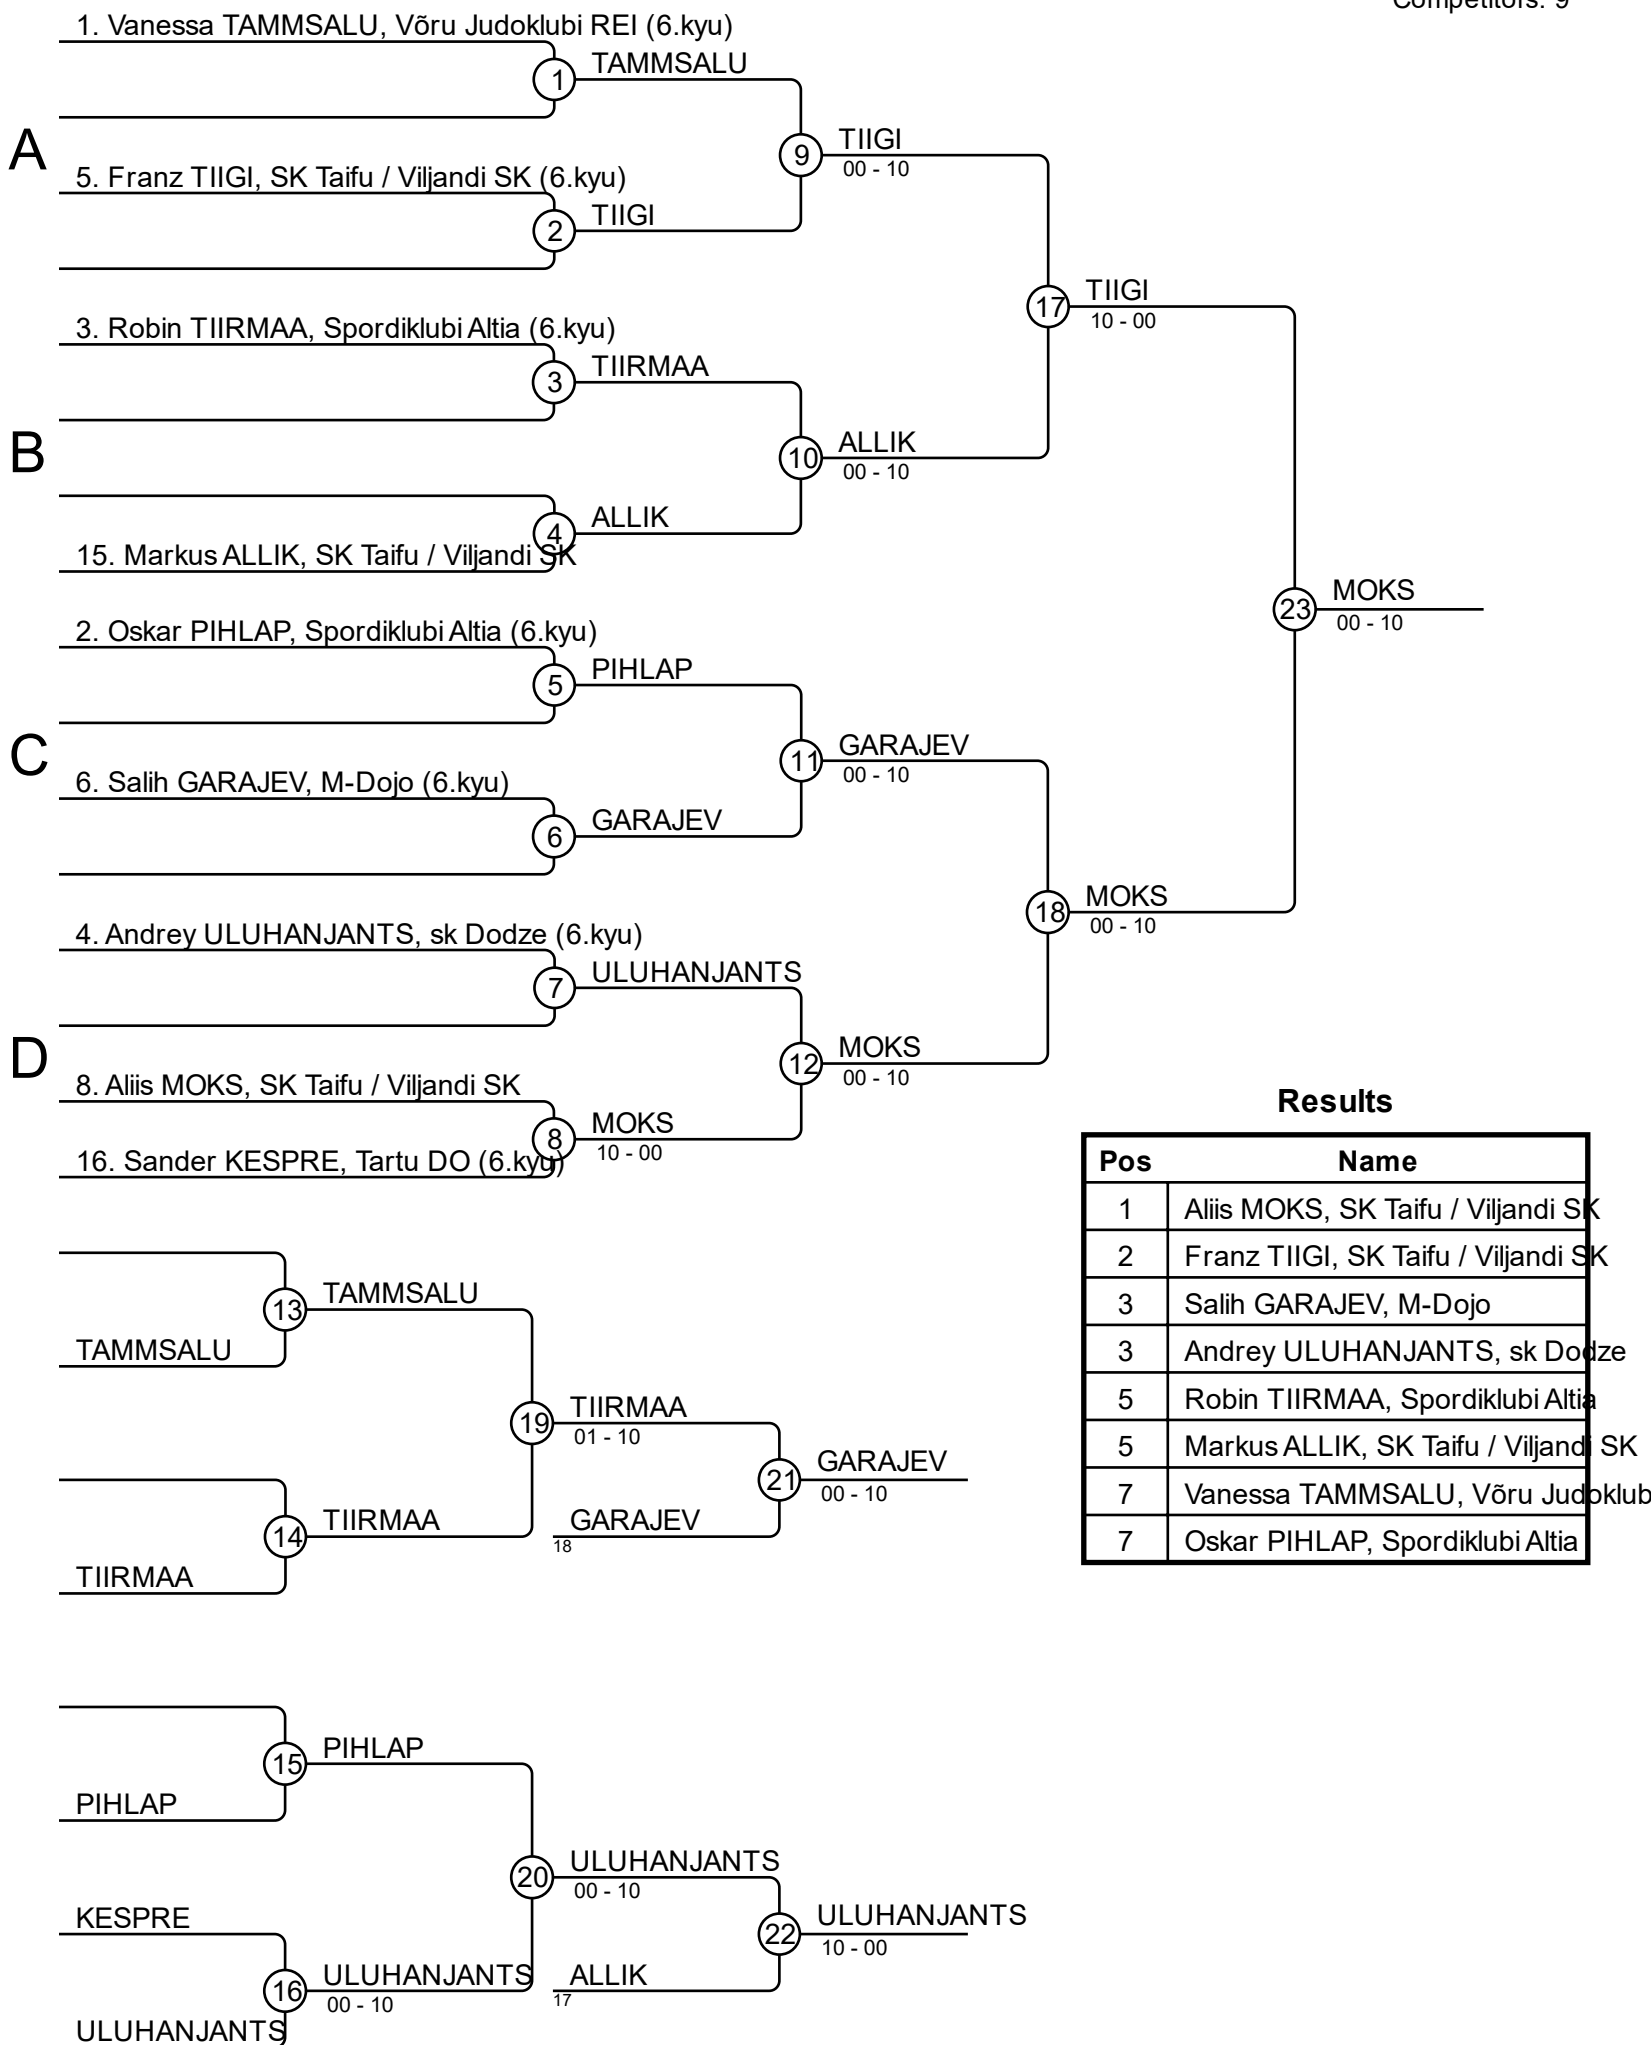 Competitors: 9
1. Vanessa TAMMSALU, Võru Judoklubi REI (6.kyu)
1
TAMMSALU
A
9
TIIGI
00 - 10
5. Franz TIIGI, SK Taifu / Viljandi SK (6.kyu)
2
TIIGI
17
TIIGI
10 - 00
3. Robin TIIRMAA, Spordiklubi Altia (6.kyu)
3
TIIRMAA
B
10
ALLIK
00 - 10
4
ALLIK
15. Markus ALLIK, SK Taifu / Viljandi SK
23
MOKS
00 - 10
2. Oskar PIHLAP, Spordiklubi Altia (6.kyu)
5
PIHLAP
C
11
GARAJEV
00 - 10
6. Salih GARAJEV, M-Dojo (6.kyu)
6
GARAJEV
18
MOKS
00 - 10
4. Andrey ULUHANJANTS, sk Dodze (6.kyu)
7
ULUHANJANTS
D
12
MOKS
00 - 10
8. Aliis MOKS, SK Taifu / Viljandi SK
8
MOKS
10 - 00
16. Sander KESPRE, Tartu DO (6.kyu)
Results
Pos Name
1 Aliis MOKS, SK Taifu / Viljandi SK
2 Franz TIIGI, SK Taifu / Viljandi SK
3 Salih GARAJEV, M-Dojo
3 Andrey ULUHANJANTS, sk Dodze
5 Robin TIIRMAA, Spordiklubi Altia
5 Markus ALLIK, SK Taifu / Viljandi SK
7 Vanessa TAMMSALU, Võru Judoklub
7 Oskar PIHLAP, Spordiklubi Altia
13
TAMMSALU
TAMMSALU
19
TIIRMAA
01 - 10
21
GARAJEV
00 - 10
14
TIIRMAA
GARAJEV
18
TIIRMAA
15
PIHLAP
PIHLAP
20
ULUHANJANTS
00 - 10
KESPRE
22
ULUHANJANTS
10 - 00
16
ULUHANJANTS
00 - 10
ALLIK
17
ULUHANJANTS